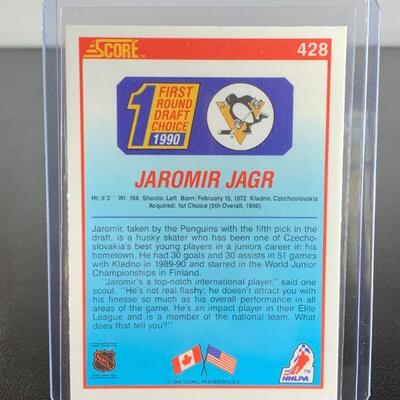 SCORE™
428
1
FIRST
ROUND
DRAFT
CHOICE
1990
JAROMIR JAGR
Ht: 6'2" Wt: 198 Shoots: Left Born: February 15, 1972 Kladno, Czechoslovakia
Acquired: 1st Choice (5th Overall, 1990)
Jaromir, taken by the Penguins with the fifth pick in the
draft, is a husky skater who has been one of Czecho-
slovakia's best young players in a juniors career in his
hometown. He had 30 goals and 30 assists in 51 games
with Kladno in 1989-90 and starred in the World Junior
Championships in Finland.
"Jaromir's a top-notch international player," said one
scout. "He's not real flashy; he doesn't attract you with
his finesse so much as his overall performance in all
areas of the game. He's an impact player in their Elite
League and is a member of the national team. What
does that tell you?"
NHL
NHLPA
™
1990 SCORE, PRINTED IN U.S.A.